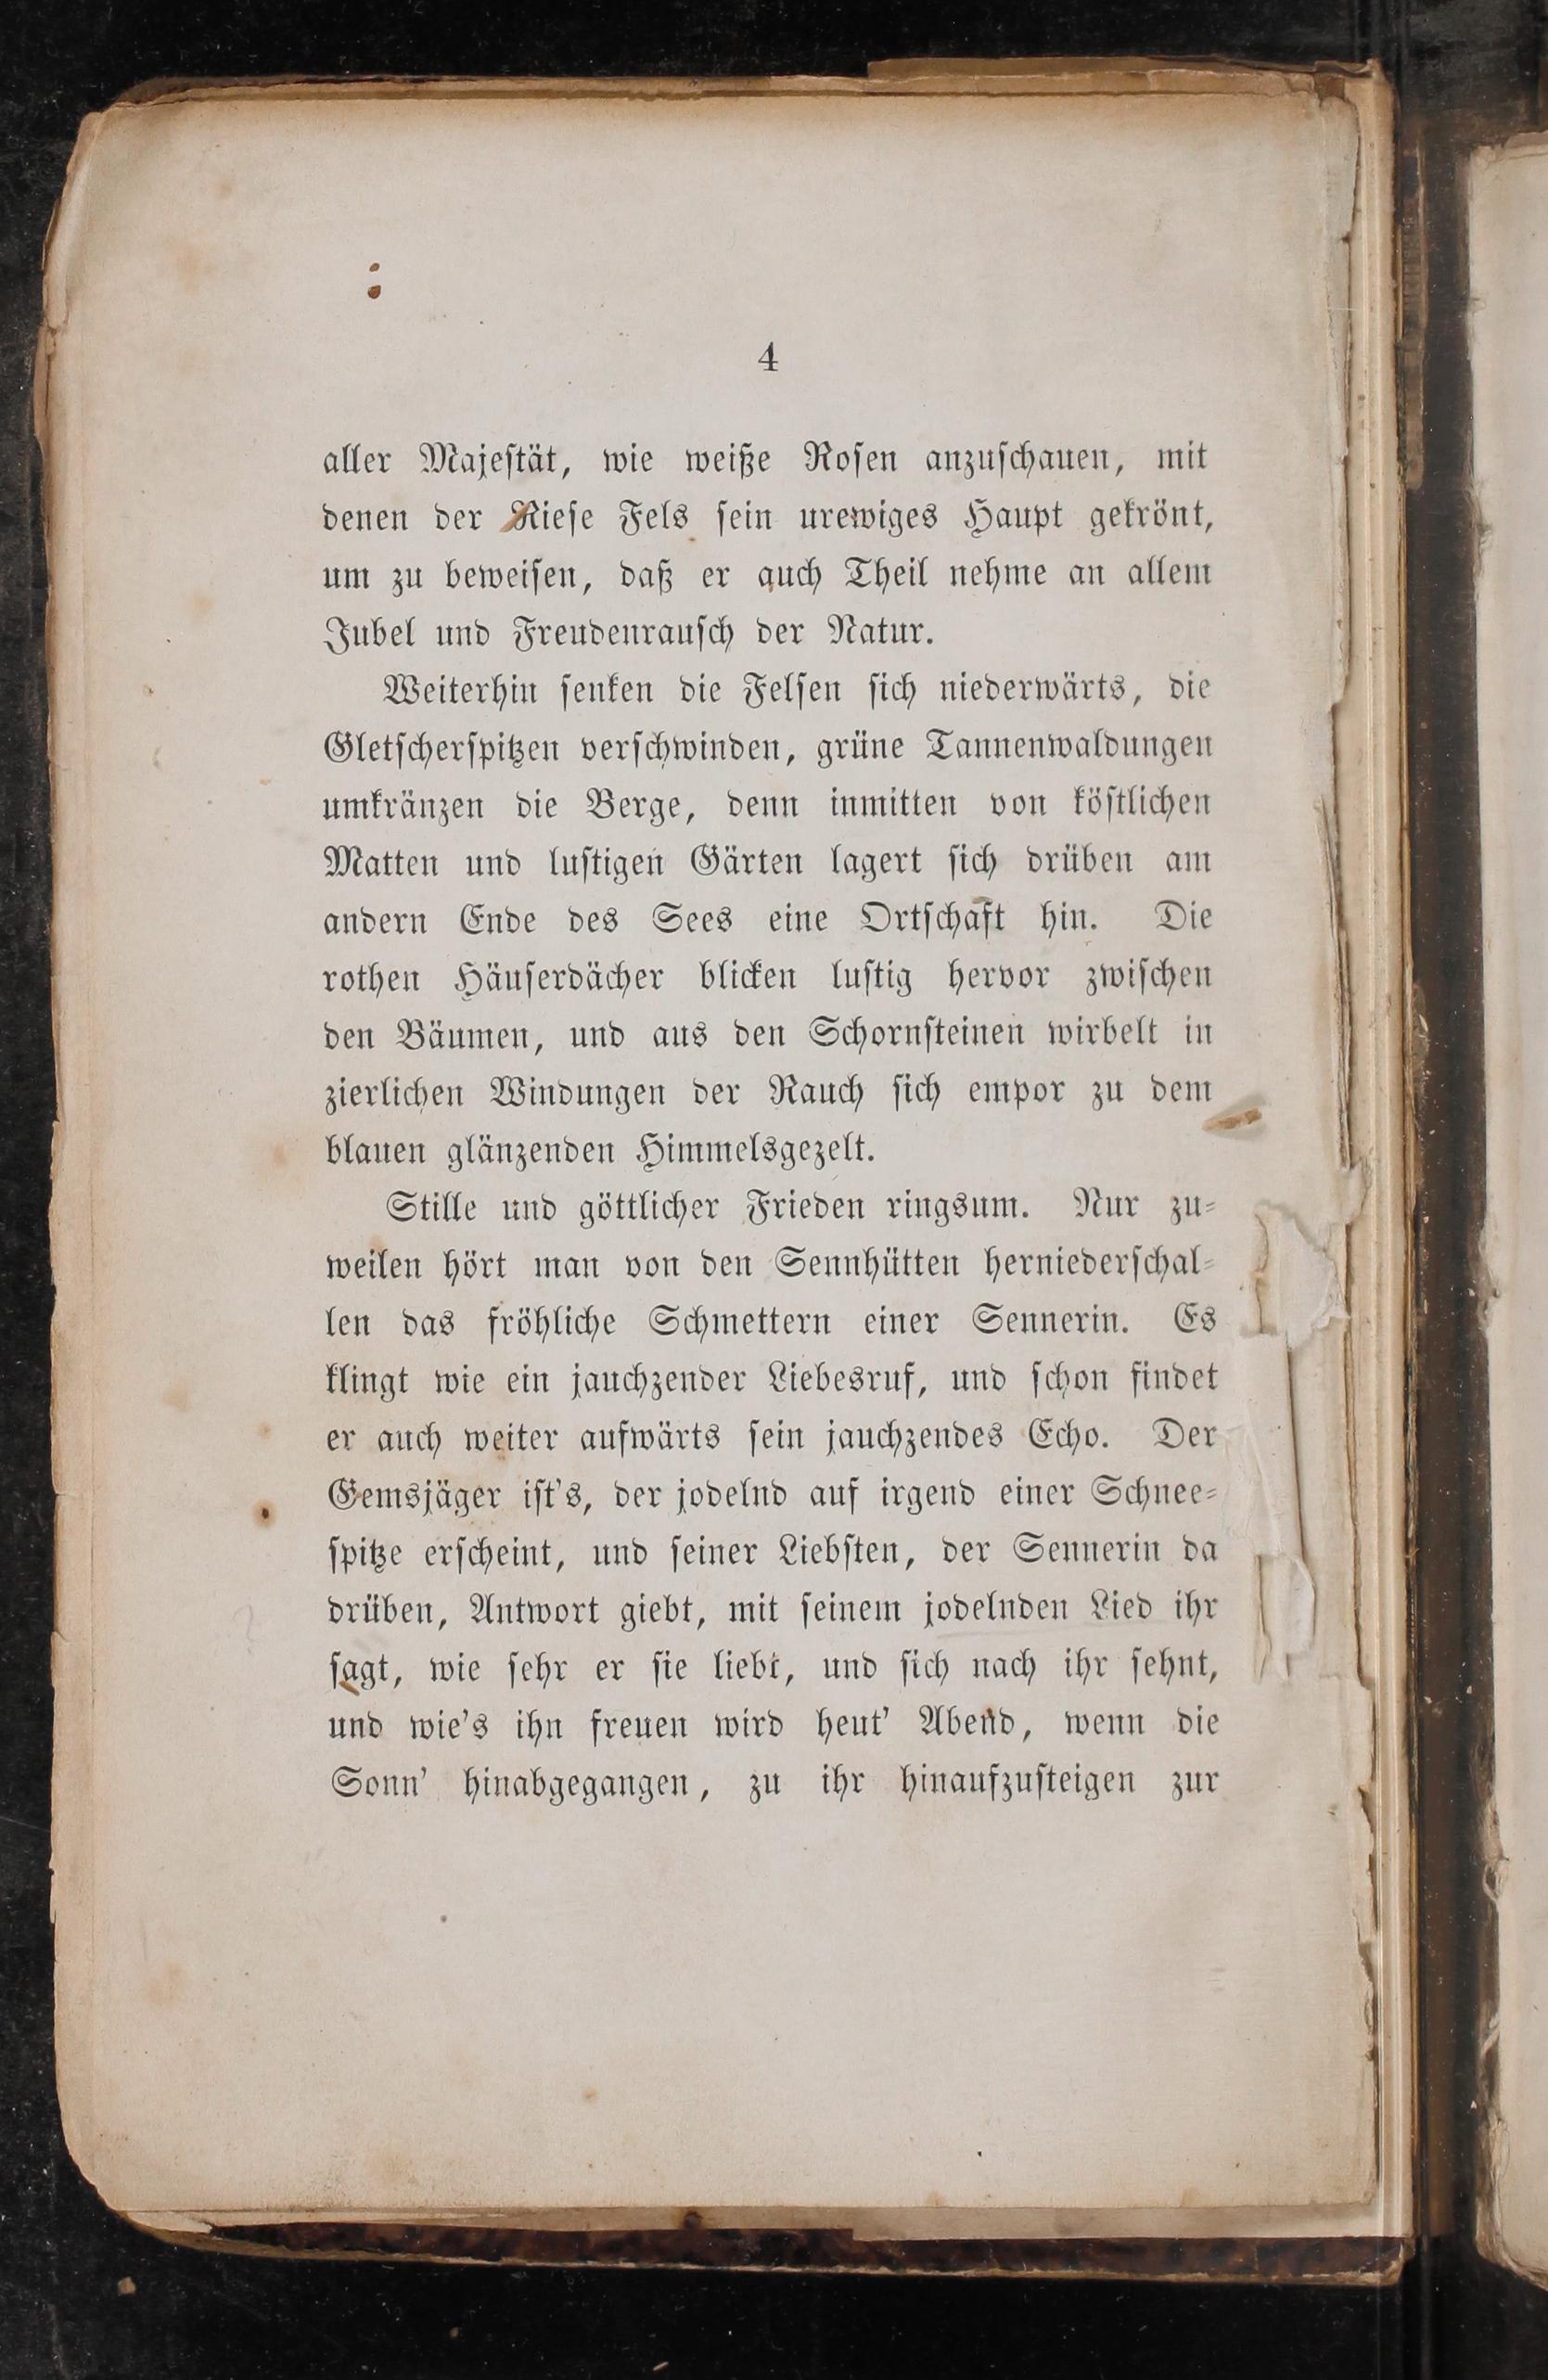 4
aller Majeſtät, wie weiße Roſen anzuſchauen, mit
denen der Rieſe Fels ſein urewiges Haupt gekrönt,
um zu beweiſen, daß er auch Theil nehme an allem
Jubel und Freudenrauſch der Natur.
Weiterhin ſenken die Felſen ſich niederwärts, die
Gletſcherſpitzen verſchwinden, grüne Tannenwaldungen
umkränzen die Berge, denn inmitten von köſtlichen
Matten und luſtigen Gärten lagert ſich drüben am
andern Ende des Sees eine Ortſchaft hin. Die
rothen Häuſerdächer blicken luſtig hervor zwiſchen
den Bäumen, und aus den Schornſteinen wirbelt in
zierlichen Windungen der Rauch ſich empor zu dem
blauen glänzenden Himmelsgezelt.
Stille und göttlicher Frieden ringsum. Nur zu⸗
weilen hört man von den Sennhütten herniederſchal⸗
len das fröhliche Schmettern einer Sennerin. Es
klingt wie ein jauchzender Liebesruf, und ſchon findet
er auch weiter aufwärts ſein jauchzendes Echo. Der
Gemsjäger iſt's, der jodelnd auf irgend einer Schnee⸗
ſpitze erſcheint, und ſeiner Liebſten, der Sennerin da
drüben, Antwort giebt, mit ſeinem jodelnden Lied ihr
ſagt, wie ſehr er ſie liebt, und ſich nach ihr ſehnt,
und wie's ihn freuen wird heut' Abend, wenn die
Sonn' hinabgegangen, zu ihr hinaufzuſteigen zur